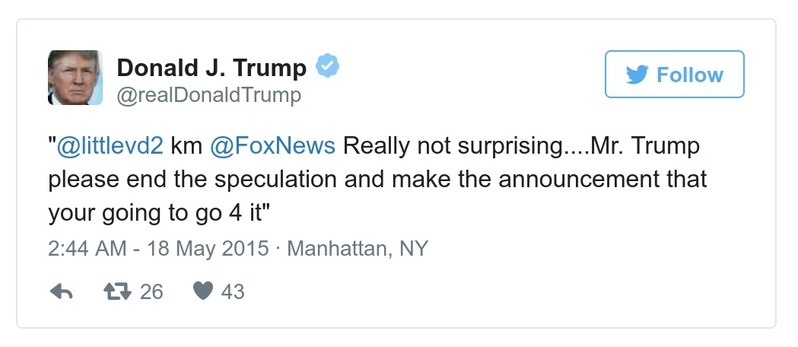 Donald J. Trump
@realDonaldTrump
Follow
"@littlevd2 km @FoxNews Really not surprising....Mr. Trump
please end the speculation and make the announcement that
your going to go 4 it"
2:44 AM - 18 May 2015 · Manhattan, NY
26 43